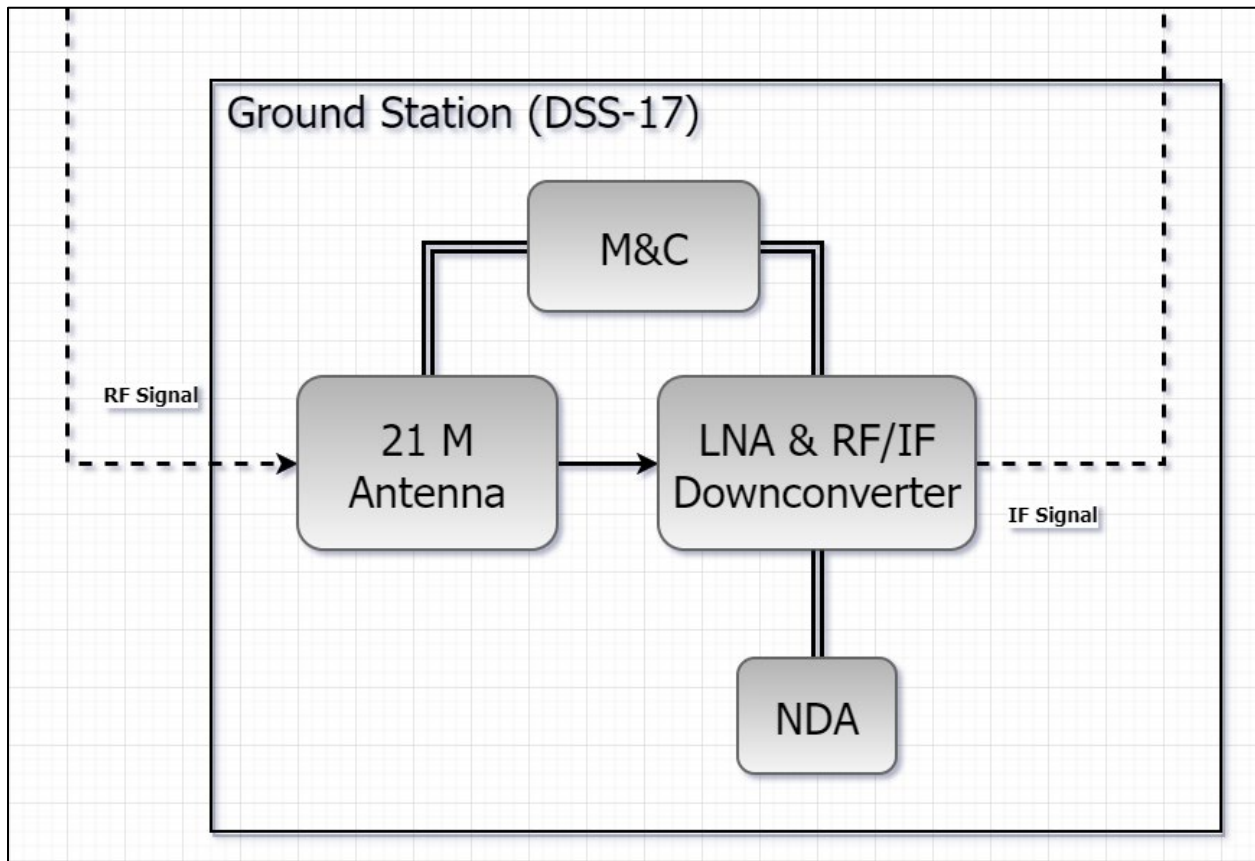 Ground Station (DSS-17)
M&C
RF Signal
21 M
Antenna
LNA & RF/IF
Downconverter
IF Signal
NDA